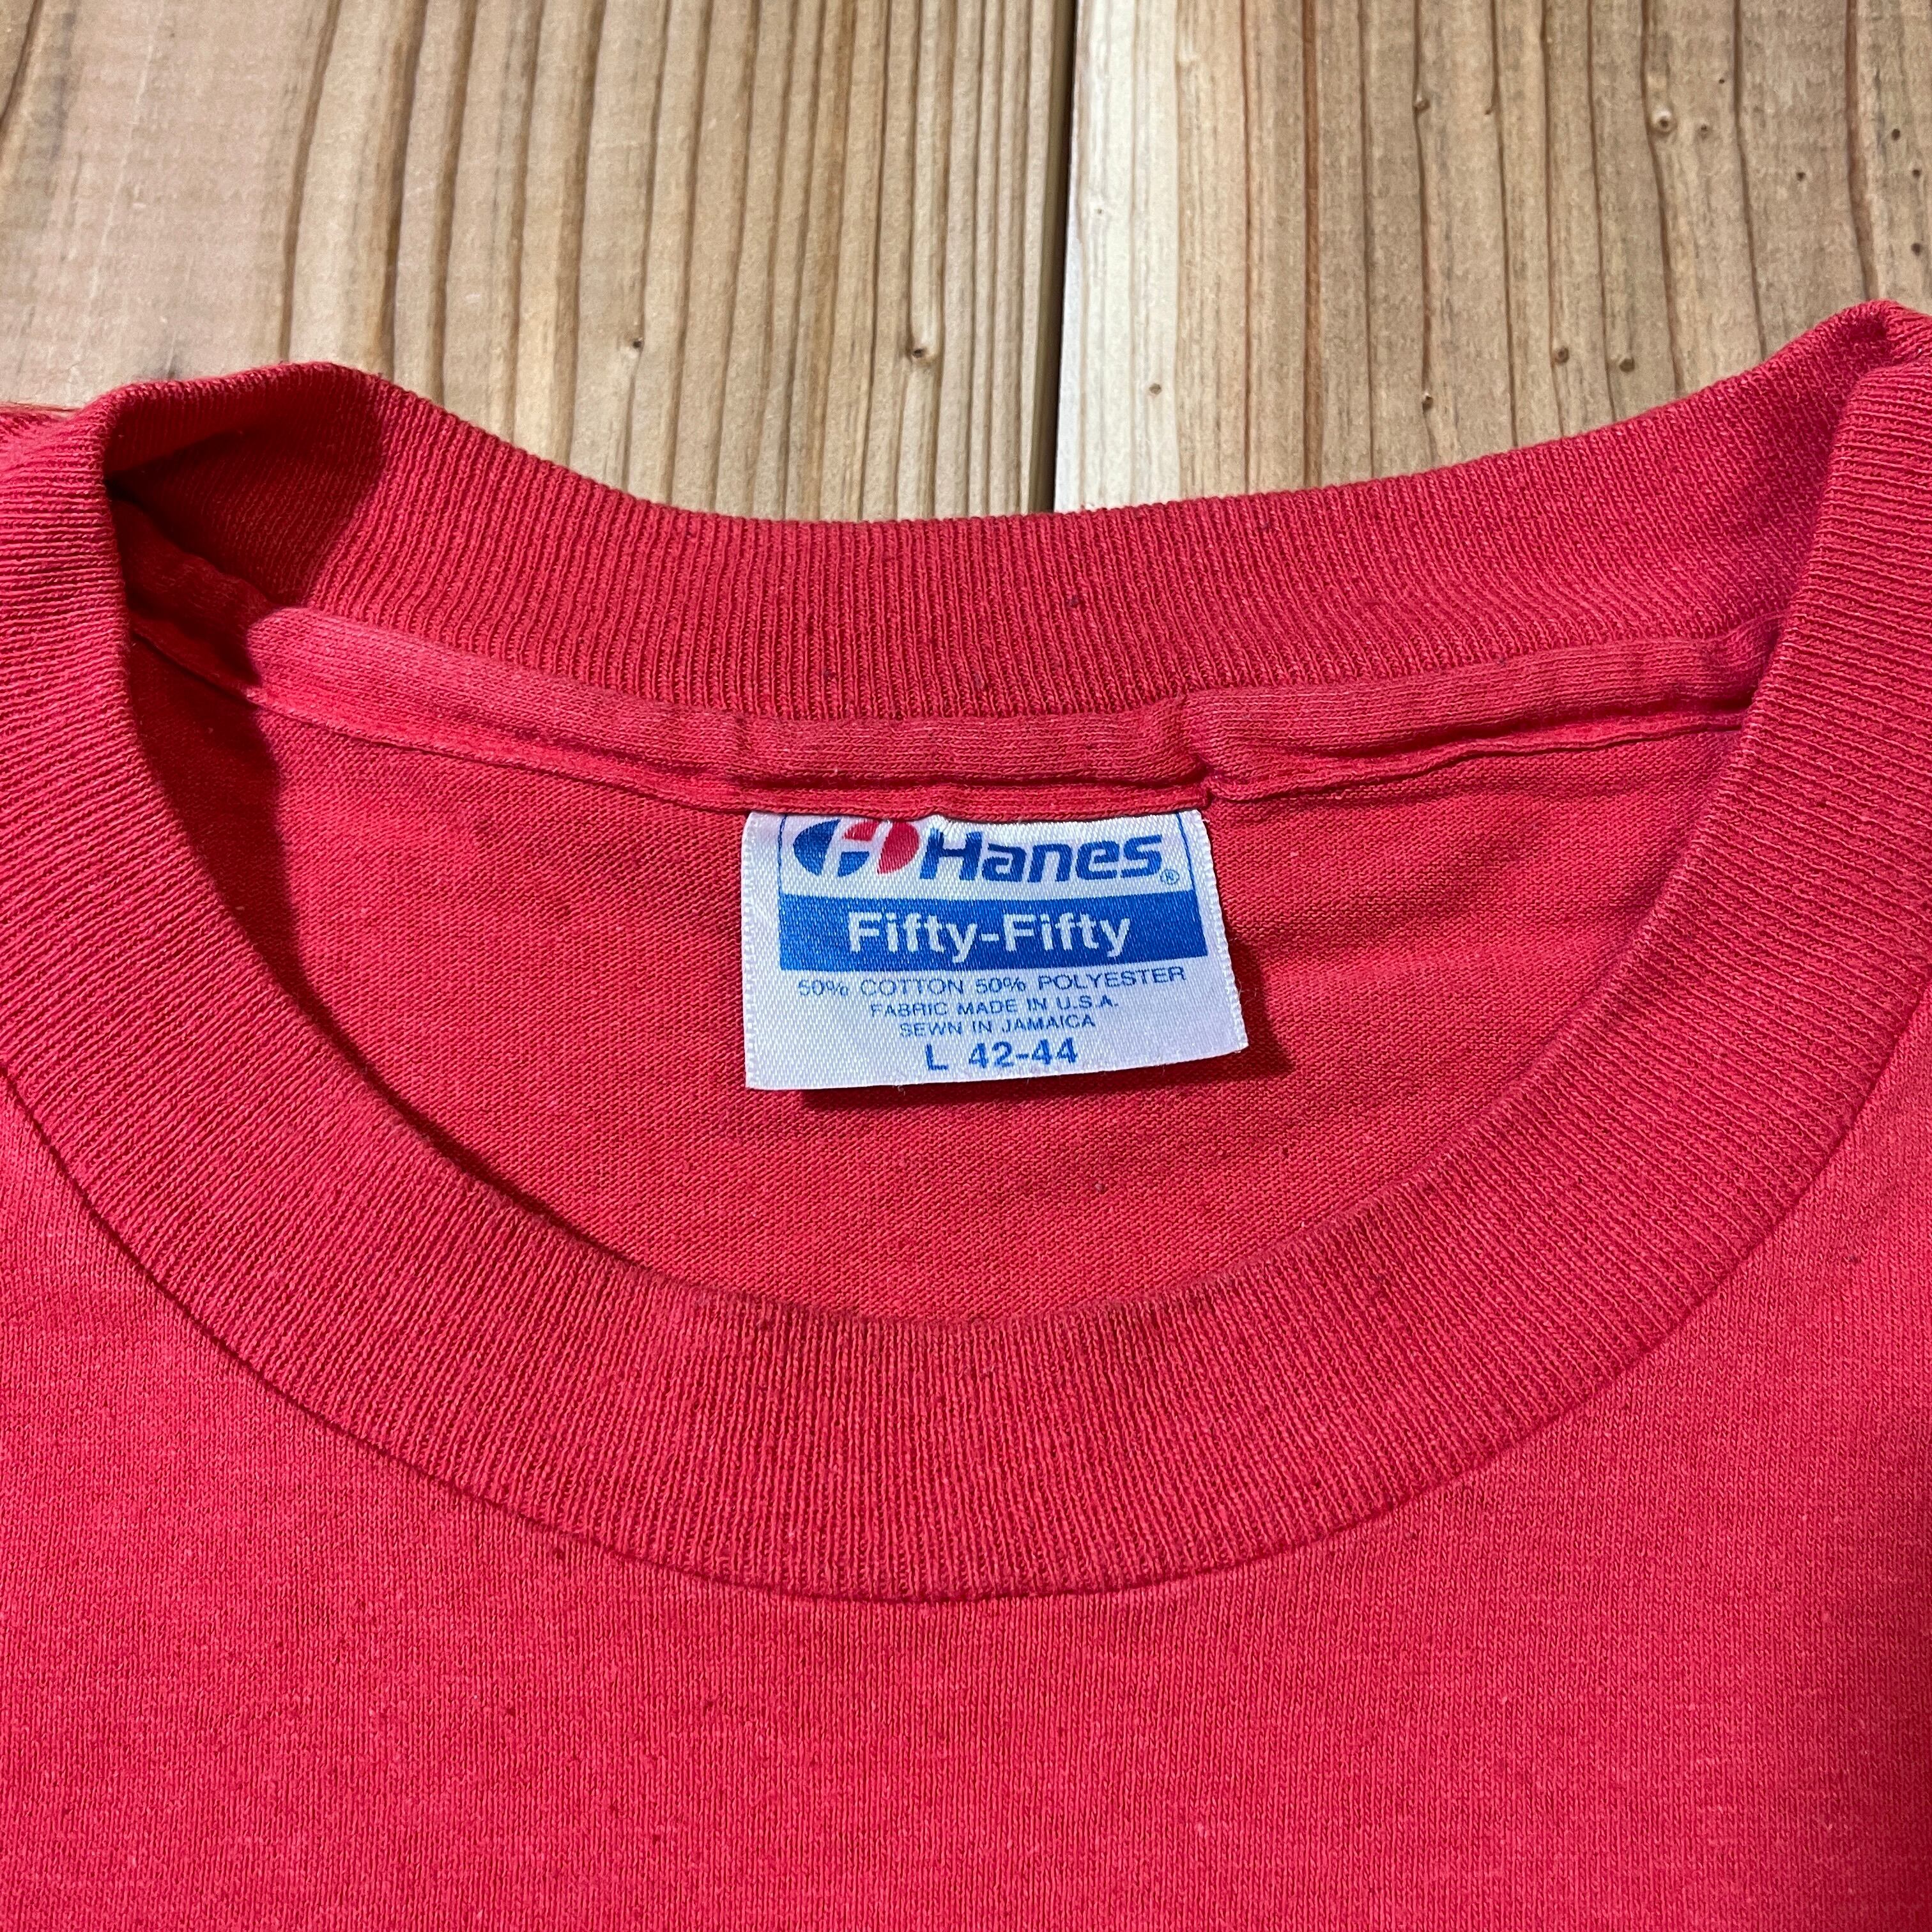 Hanes®
Fifty-Fifty
50% COTTON 50% POLYESTER
FABRIC MADE IN U.S.A.
SEWN IN JAMAICA
L 42-44